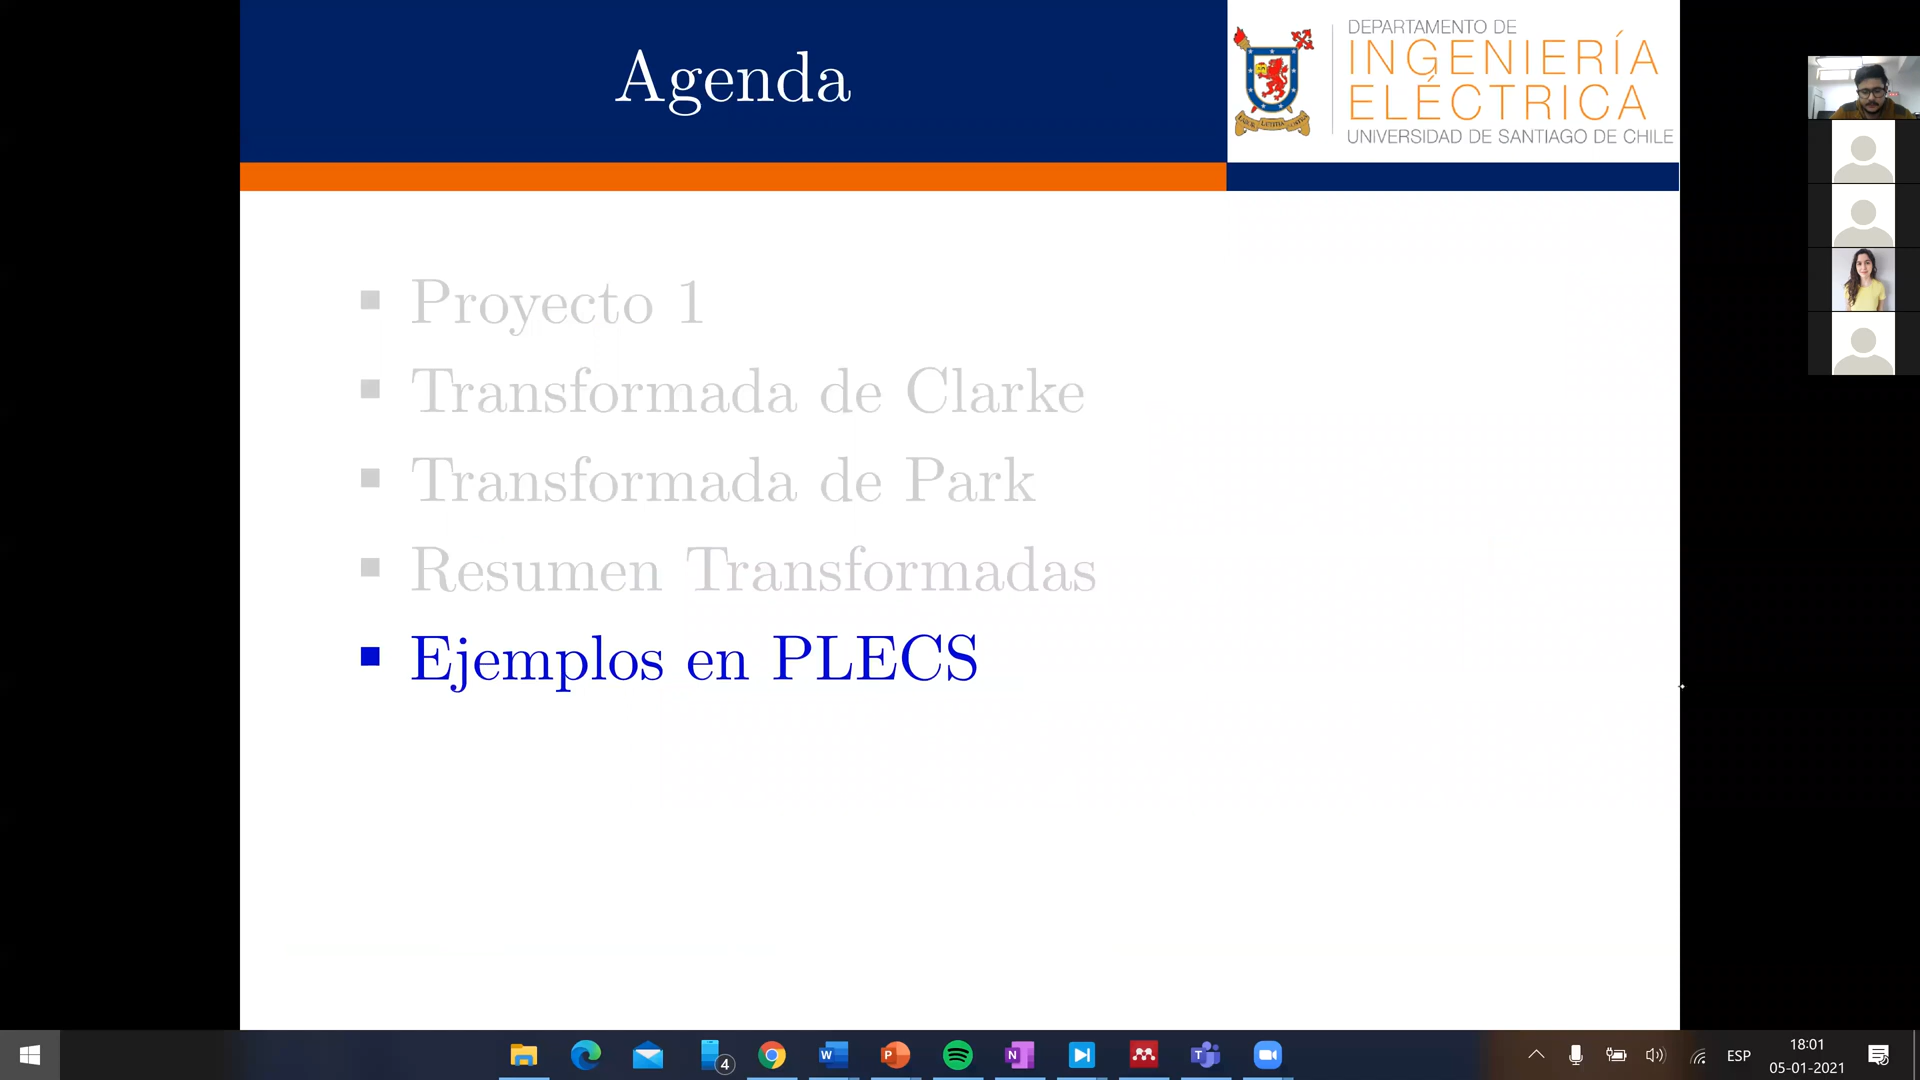 Agenda
DEPARTAMENTO DE
INGENIERÍA
ELÉCTRICA
UNIVERSIDAD DE SANTIAGO DE CHILE
Proyecto 1
Transformada de Clarke
Transformada de Park
Resumen Transformadas
Ejemplos en PLECS
4
ESP
18:01
05-01-2021